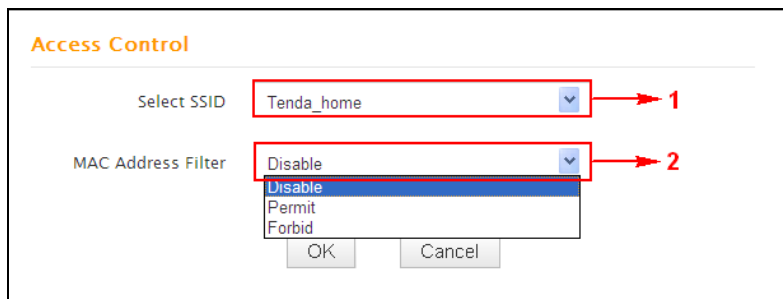 Access Control
Select SSID Tenda_home 1
MAC Address Filter Disable 2
Disable
Permit
Forbid
OK Cancel